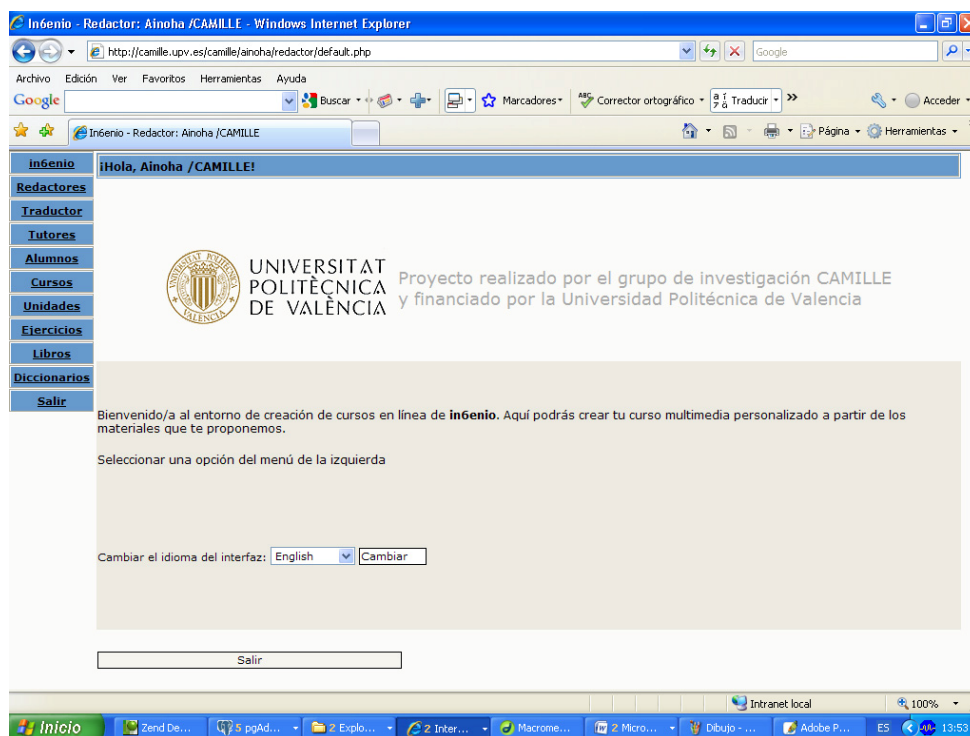 In6enio - Redactor: Ainoha /CAMILLE - Windows Internet Explorer
http://camille.upv.es/camille/ainoha/redactor/default.php
Google
Archivo Edición Ver Favoritos Herramientas Ayuda
Google Buscar Marcadores Corrector ortográfico Traducir Acceder
In6enio - Redactor: Ainoha /CAMILLE Página Herramientas
in6enio
Redactores
Traductor
Tutores
Alumnos
Cursos
Unidades
Ejercicios
Libros
Diccionarios
Salir
¡Hola, Ainoha /CAMILLE!
UNIVERSITAT
POLITÈCNICA
DE VALÈNCIA
Proyecto realizado por el grupo de investigación CAMILLE
y financiado por la Universidad Politécnica de Valencia
Bienvenido/a al entorno de creación de cursos en línea de in6enio. Aquí podrás crear tu curso multimedia personalizado a partir de los
materiales que te proponemos.
Seleccionar una opción del menú de la izquierda
Cambiar el idioma del interfaz: English Cambiar
Salir
Intranet local 100%
Inicio Zend De... 5 pgAd... 2 Explo... 2 Inter... Macrome... 2 Micro... Dibujo - ... Adobe P... ES 13:53